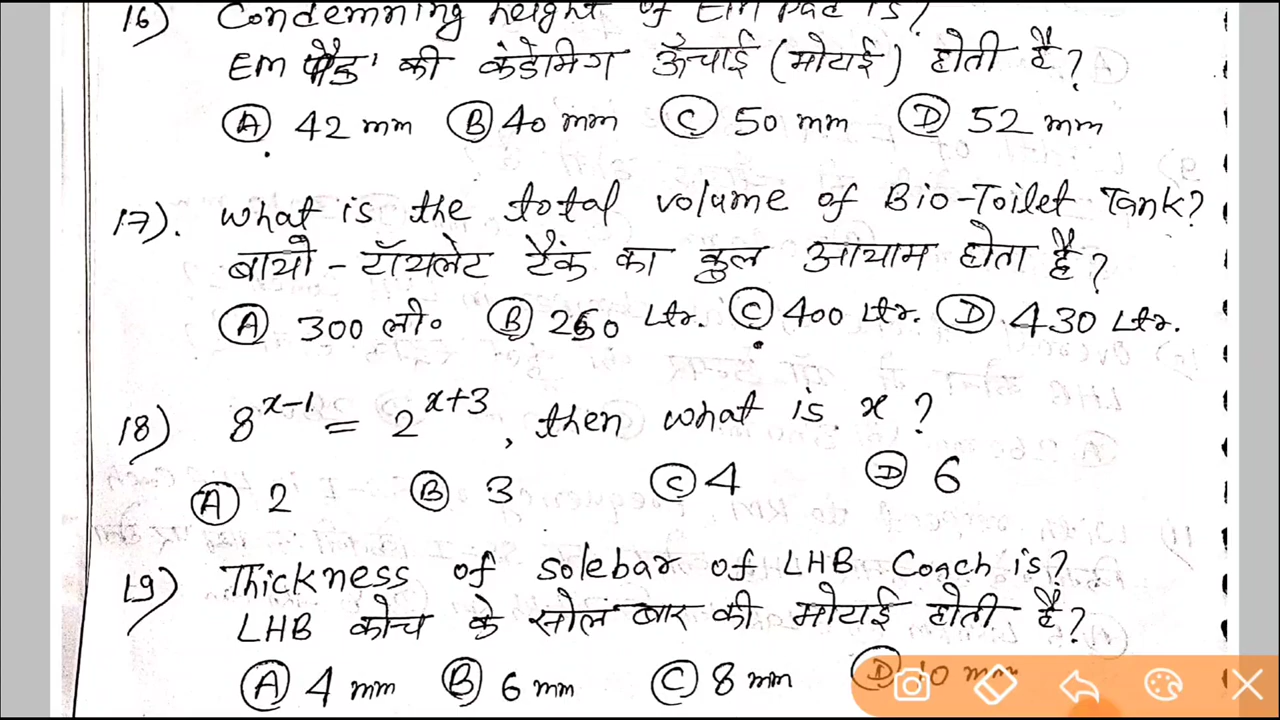 16) Condemning height of Em Pad is?
EM पैड की कंडेमिंग ऊँचाई (मोटाई) होती है?
(A) 42 mm (B) 40 mm (C) 50 mm (D) 52 mm
17). What is the total volume of Bio-Toilet Tank?
बायो-टॉयलेट टैंक का कुल आयाम होता है?
(A) 300 ली० (B) 260 Ltr. (C) 400 Ltr. (D) 430 Ltr.
18) 8^x-1 = 2^x+3, then what is x?
(A) 2 (B) 3 (C) 4 (D) 6
19) Thickness of solebar of LHB Coach is?
LHB कोच के सोल बार की मोटाई होती है?
(A) 4 mm (B) 6 mm (C) 8 mm (D) 10 mm